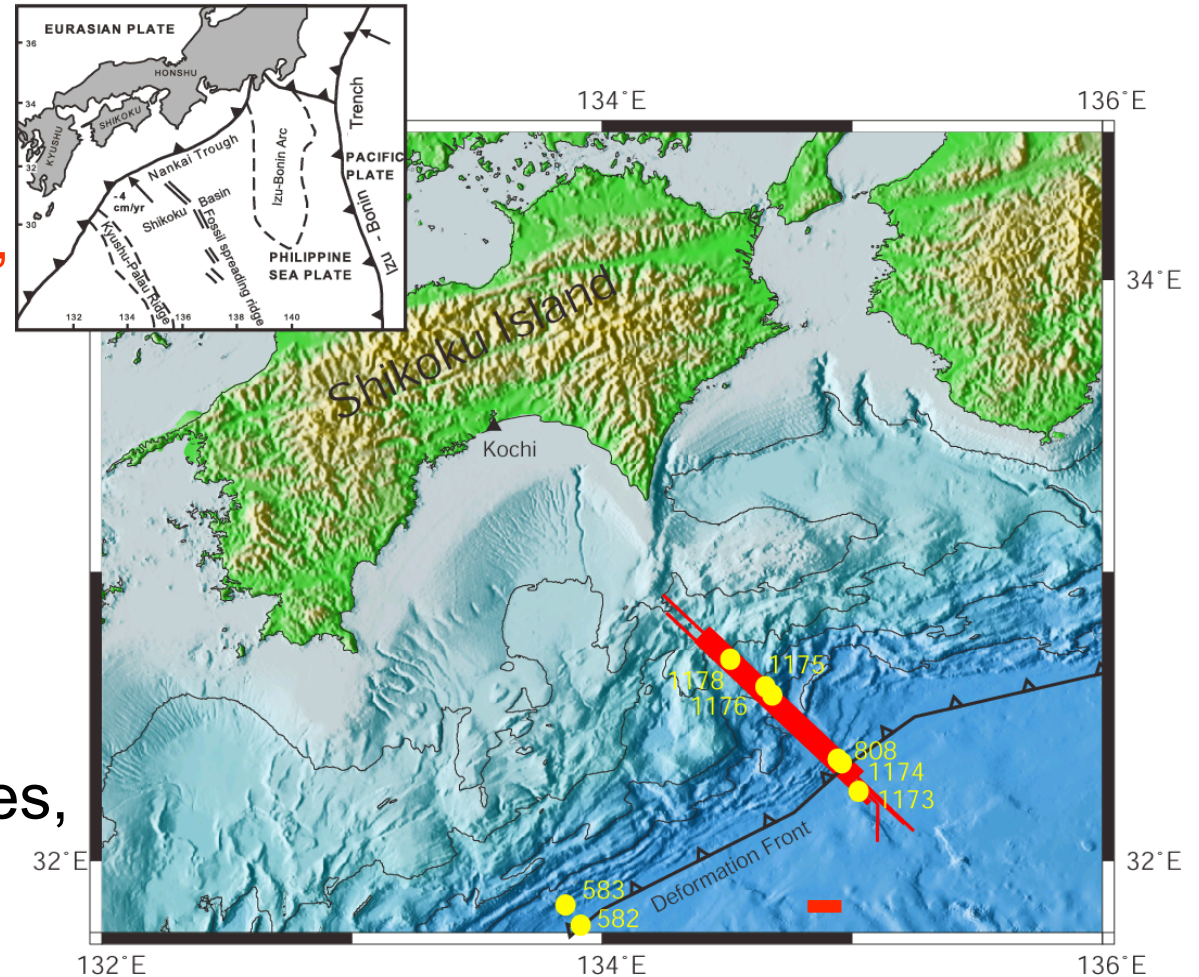 EURASIAN PLATE
36
HONSHU
34
SHIKOKU
KYUSHU
32
Nankai Trough
30
~4
cm/yr
Shikoku Basin
Fossil spreading ridge
Kyushu-Palau Ridge
Izu-Bonin Arc
PACIFIC
PLATE
Izu - Bonin Trench
PHILIPPINE
SEA PLATE
132 134 136 138 140
134˚E 136˚E
34˚E
Shikoku Island
Kochi
,
1175
1178
1176
808
1174
1173
es,
32˚E 32˚E
Deformation Front
583
582
132˚E 134˚E 136˚E